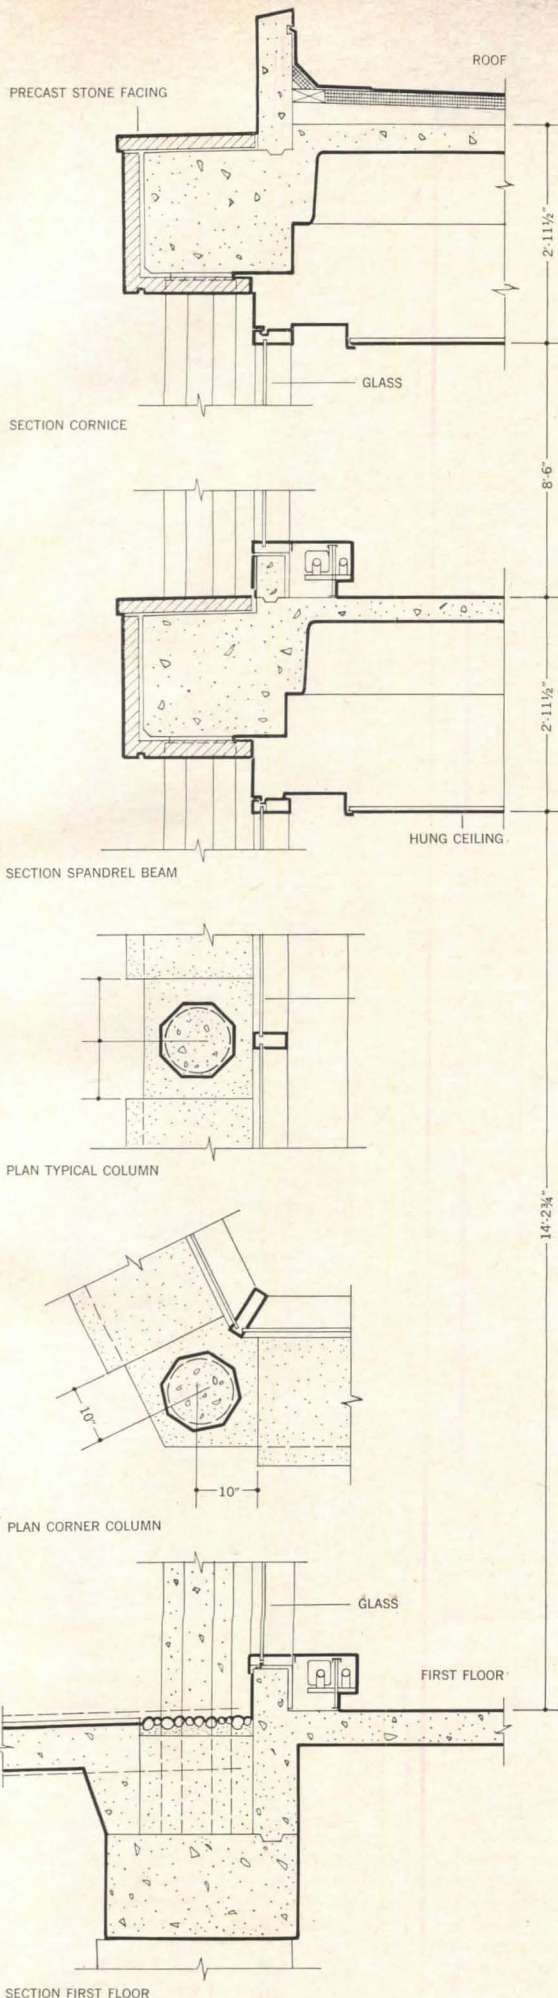 ROOF
PRECAST STONE FACING
2'-11½"
GLASS
SECTION CORNICE
8'-6"
2'-11½"
HUNG CEILING
SECTION SPANDREL BEAM
PLAN TYPICAL COLUMN
14'-2¾"
10"
10"
PLAN CORNER COLUMN
GLASS
FIRST FLOOR
SECTION FIRST FLOOR